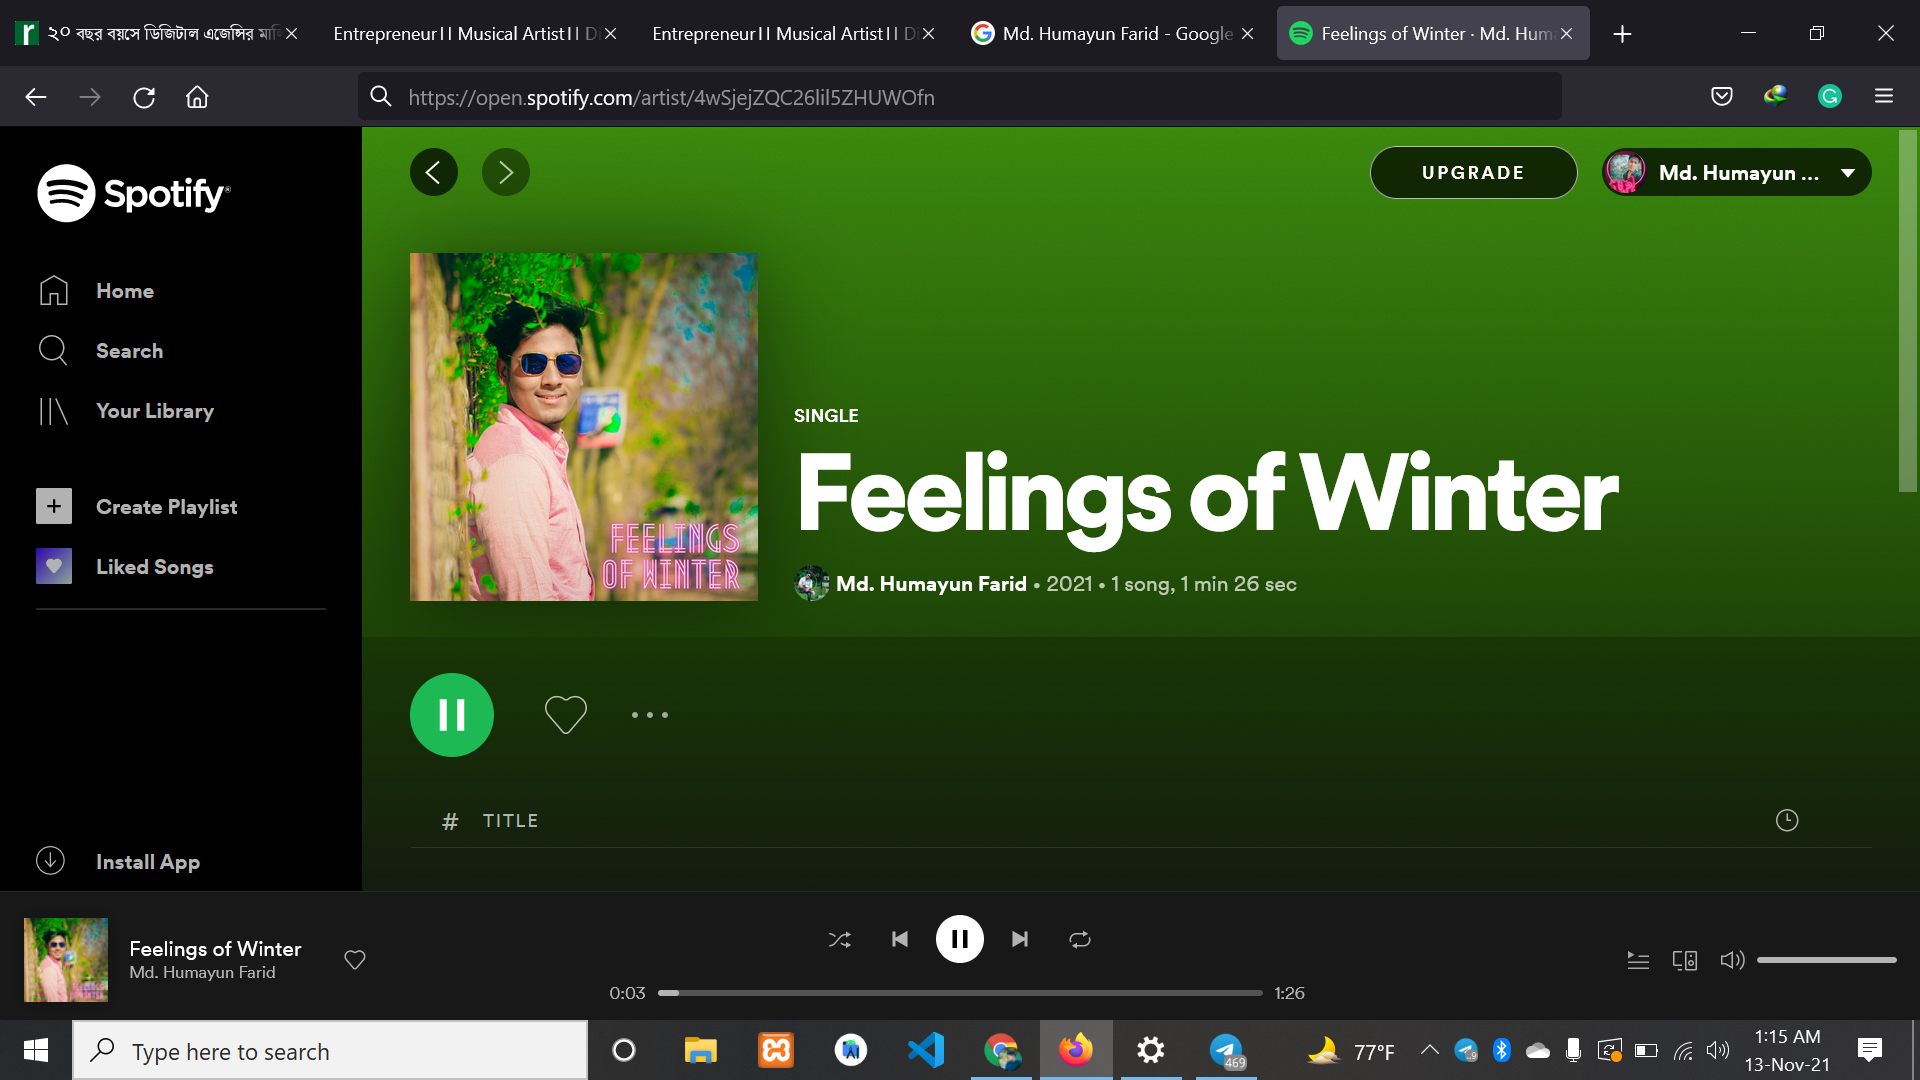 ২০ বছর বয়সে ডিজিটাল এজেন্সির
Entrepreneur।। Musical Artist।।
Entrepreneur।। Musical Artist।।
Md. Humayun Farid - Google
Feelings of Winter · Md. Hum
https://open.spotify.com/artist/4wSjejZQC26lil5ZHUWOfn
Spotify®
Home
Search
Your Library
Create Playlist
Liked Songs
Install App
UPGRADE
Md. Humayun ...
FEELINGS
OF WINTER
SINGLE
Feelings of Winter
Md. Humayun Farid • 2021 • 1 song, 1 min 26 sec
# TITLE
Feelings of Winter
Md. Humayun Farid
0:03
1:26
Type here to search
469
77°F
1:15 AM
13-Nov-21